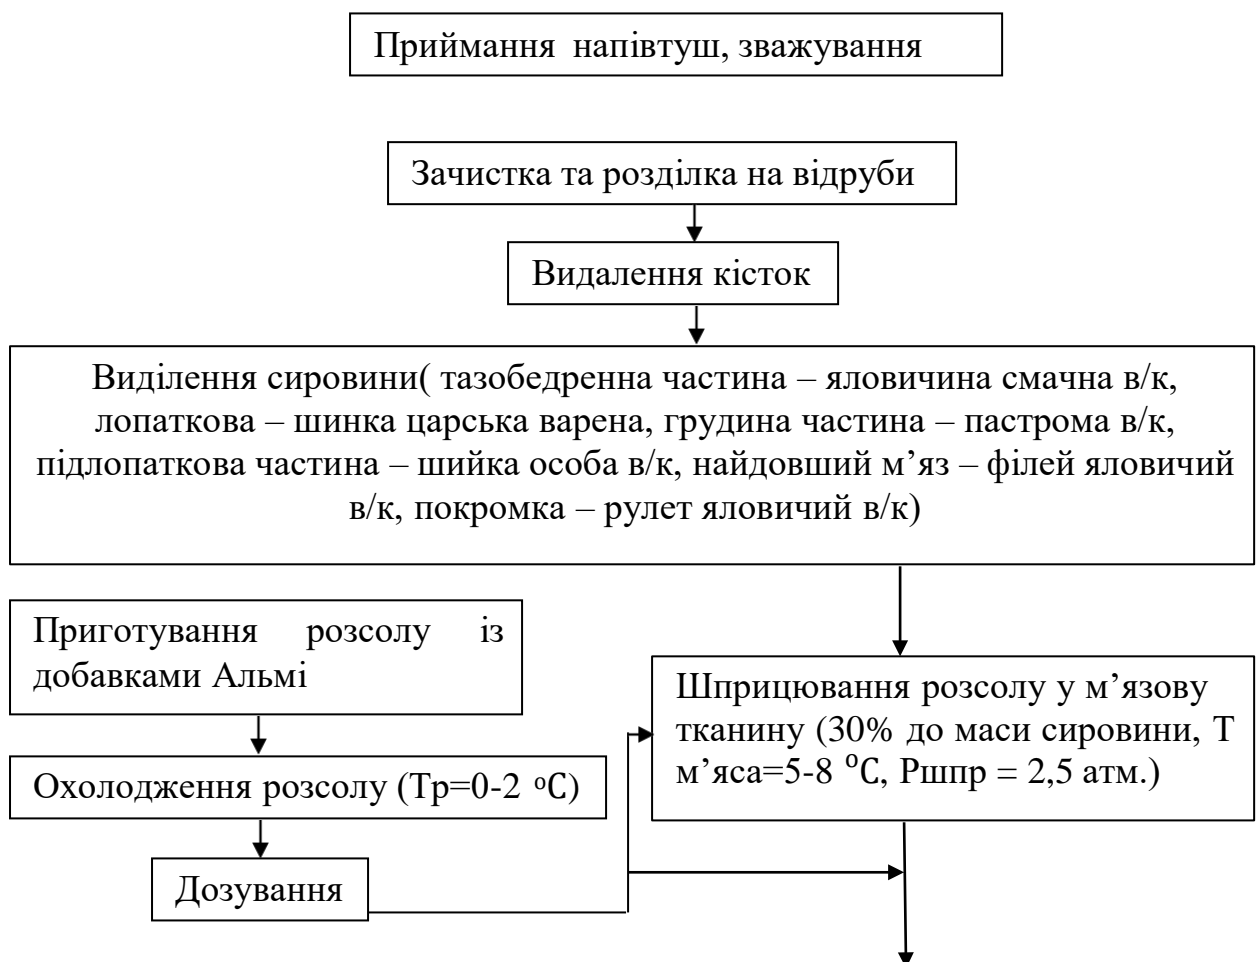 Приймання напівтуш, зважування
Зачистка та розділка на відруби
Видалення кісток
Виділення сировини( тазобедренна частина – яловичина смачна в/к,
лопаткова – шинка царська варена, грудина частина – пастрома в/к,
підлопаткова частина – шийка особа в/к, найдовший м’яз – філей яловичий
в/к, покромка – рулет яловичий в/к)
Приготування розсолу із
добавками Альмі
Охолодження розсолу (Тр=0-2 ᵒС)
Дозування
Шприцювання розсолу у м’язову
тканину (30% до маси сировини, Т
м’яса=5-8 ⁰С, Ршпр = 2,5 атм.)